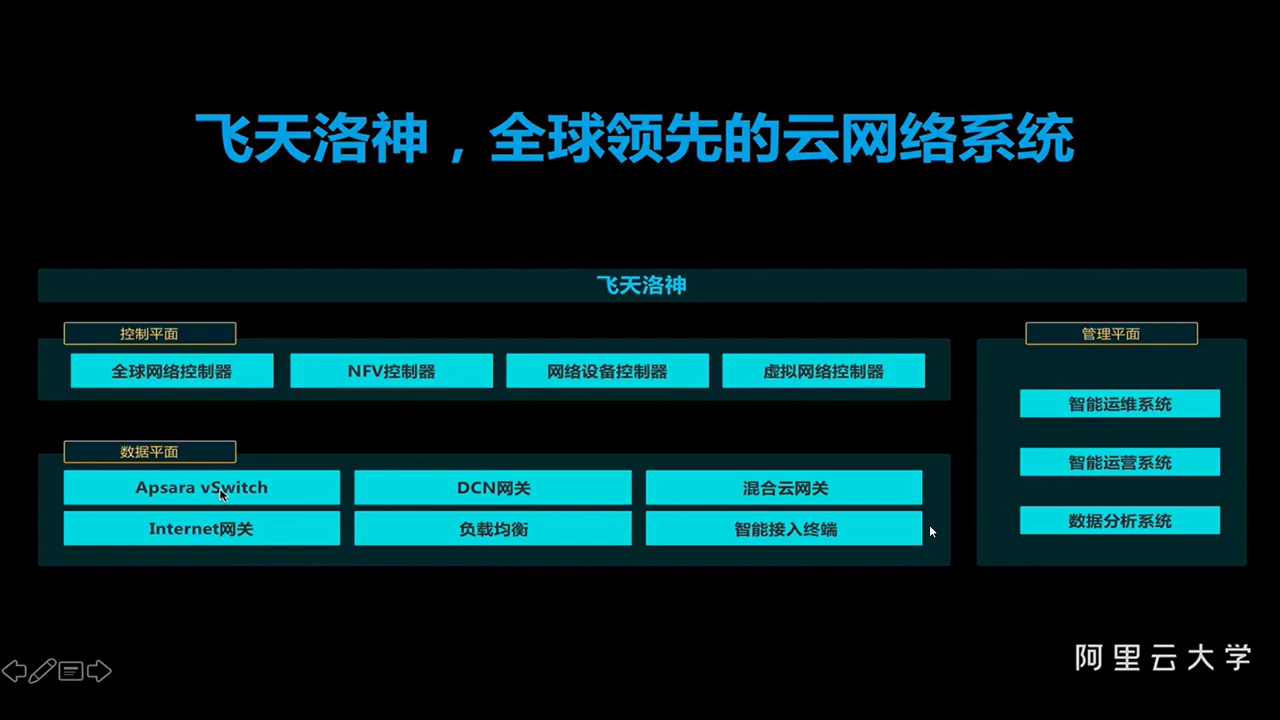 飞天洛神，全球领先的云网络系统
飞天洛神
控制平面
全球网络控制器
NFV控制器
网络设备控制器
虚拟网络控制器
数据平面
Apsara vSwitch
DCN网关
混合云网关
Internet网关
负载均衡
智能接入终端
管理平面
智能运维系统
智能运营系统
数据分析系统
阿里云大学